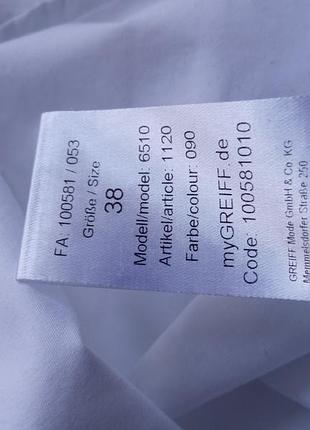 FA: 100581 / 053
Größe / Size
38
Modell/model: 6510
Artikel/article: 1120
Farbe/colour: 090
myGREIFF.de
Code: 100581010
GREIFF Mode GmbH & Co. KG
Memmelsdorfer Straße 250